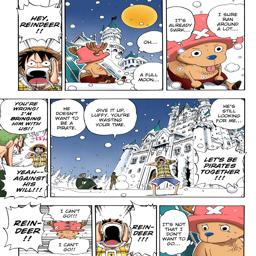 HEY,
REINDEER
!!
OH...
A FULL
MOON...
IT'S
ALREADY
DARK...
I SURE
RAN
AROUND
A LOT...
YOU'RE
WRONG!
I'M
BRINGING
HIM WITH
US!!
YEAH--
AGAINST
HIS
WILL!!
HE
DOESN'T
WANT TO
BE A
PIRATE.
GIVE IT UP,
LUFFY. YOU'RE
WASTING
YOUR TIME.
HE'S
STILL
LOOKING
FOR ME...
LET'S BE
PIRATES
TOGETHER
!!!
REIN-
DEER
!!
I
CAN'T
GO!!!
I CAN'T
GO!!
REIN-
DEER
!!!
IT'S NOT
THAT I
DON'T
WANT TO
GO...